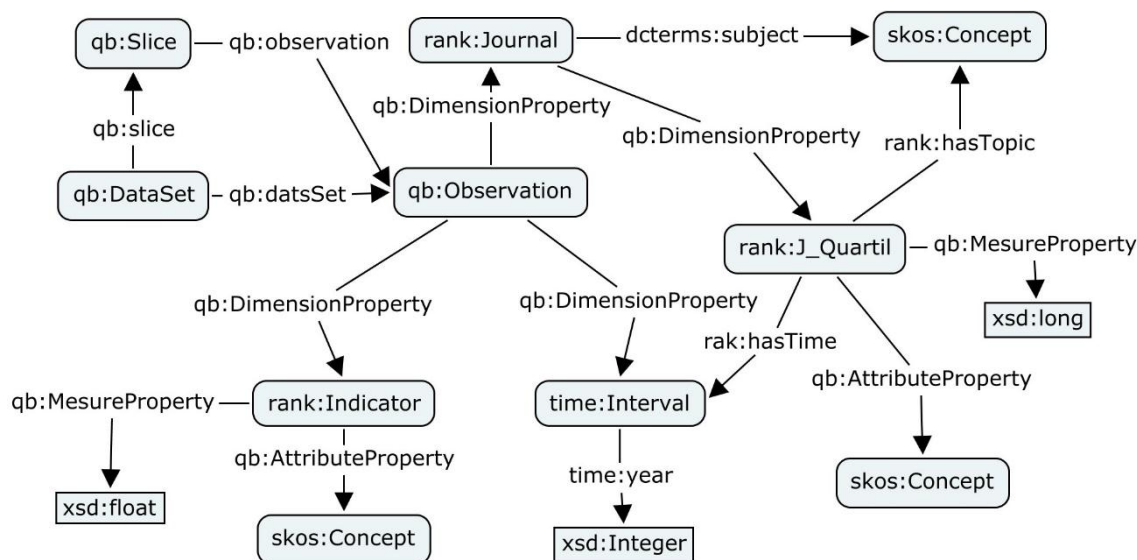 qb:Slice
qb:observation
rank:Journal
dcterms:subject
skos:Concept
qb:DimensionProperty
qb:slice
qb:DimensionProperty
rank:hasTopic
qb:DataSet
qb:datsSet
qb:Observation
rank:J_Quartil
qb:MesureProperty
qb:DimensionProperty
qb:DimensionProperty
xsd:long
rak:hasTime
qb:AttributeProperty
qb:MesureProperty
rank:Indicator
time:Interval
qb:AttributeProperty
time:year
skos:Concept
xsd:float
skos:Concept
xsd:Integer